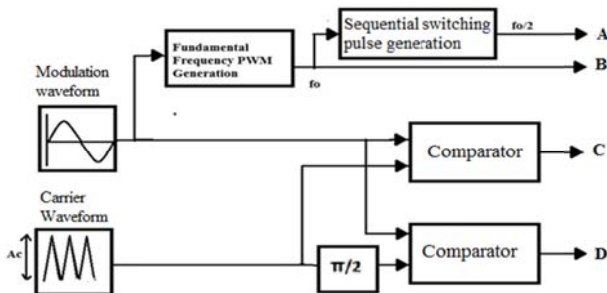 Sequential switching
pulse generation
fo/2
A
Fundamental
Frequency PWM
Generation
fo
B
Modulation
waveform
Comparator
C
Carrier
Waveform
Ac
π/2
Comparator
D